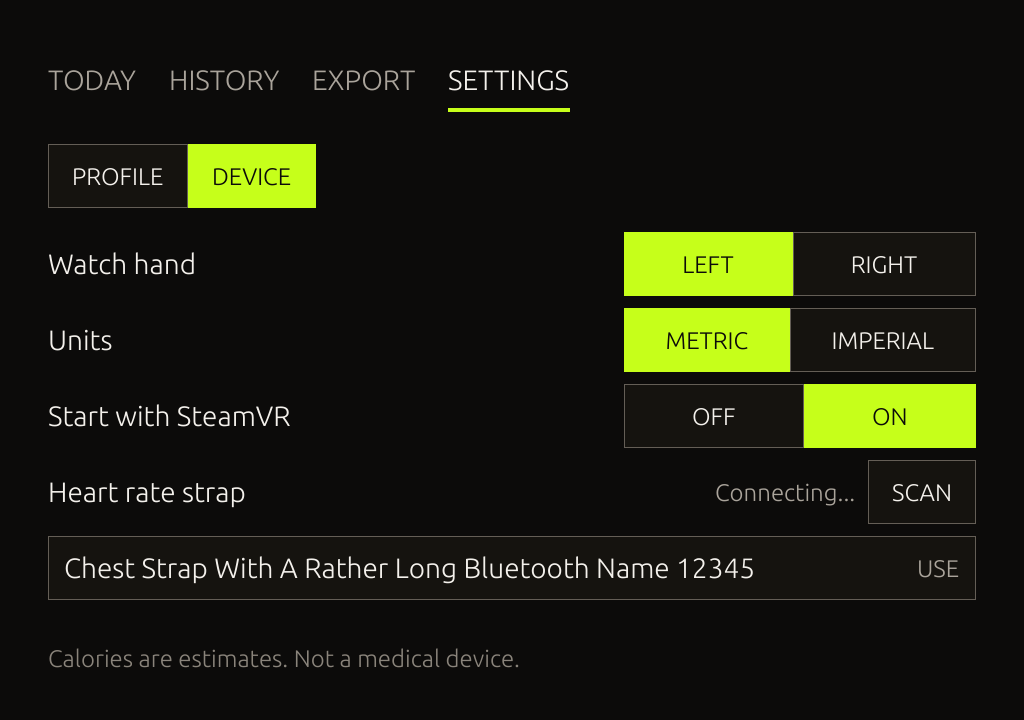 TODAY HISTORY EXPORT SETTINGS
PROFILE DEVICE
Watch hand LEFT RIGHT
Units METRIC IMPERIAL
Start with SteamVR OFF ON
Heart rate strap Connecting... SCAN
Chest Strap With A Rather Long Bluetooth Name 12345 USE
Calories are estimates. Not a medical device.